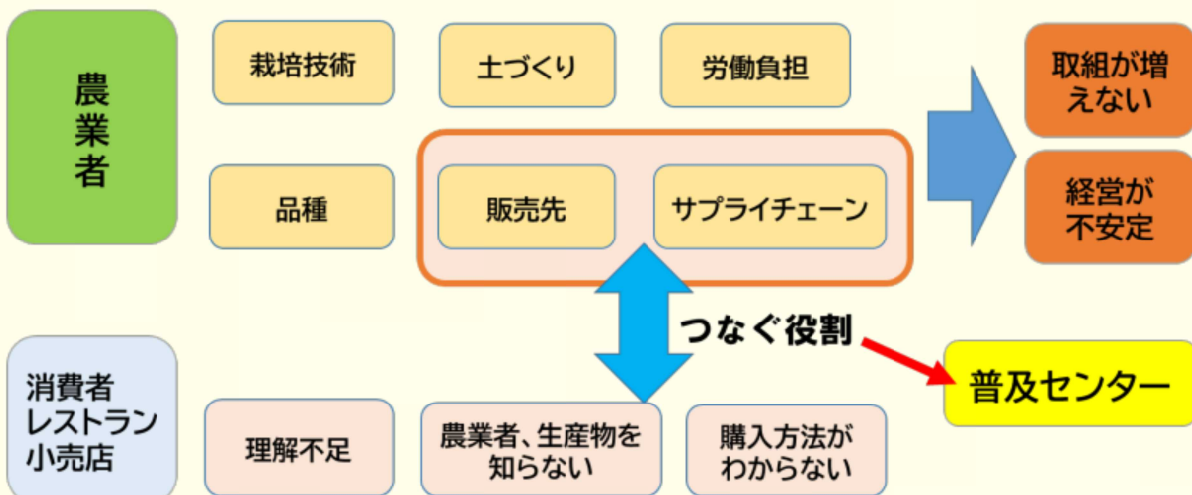 農業者
栽培技術
土づくり
労働負担
取組が増
えない
品種
販売先
サプライチェーン
経営が
不安定
つなぐ役割
普及センター
消費者
レストラン
小売店
理解不足
農業者、生産物を
知らない
購入方法が
わからない